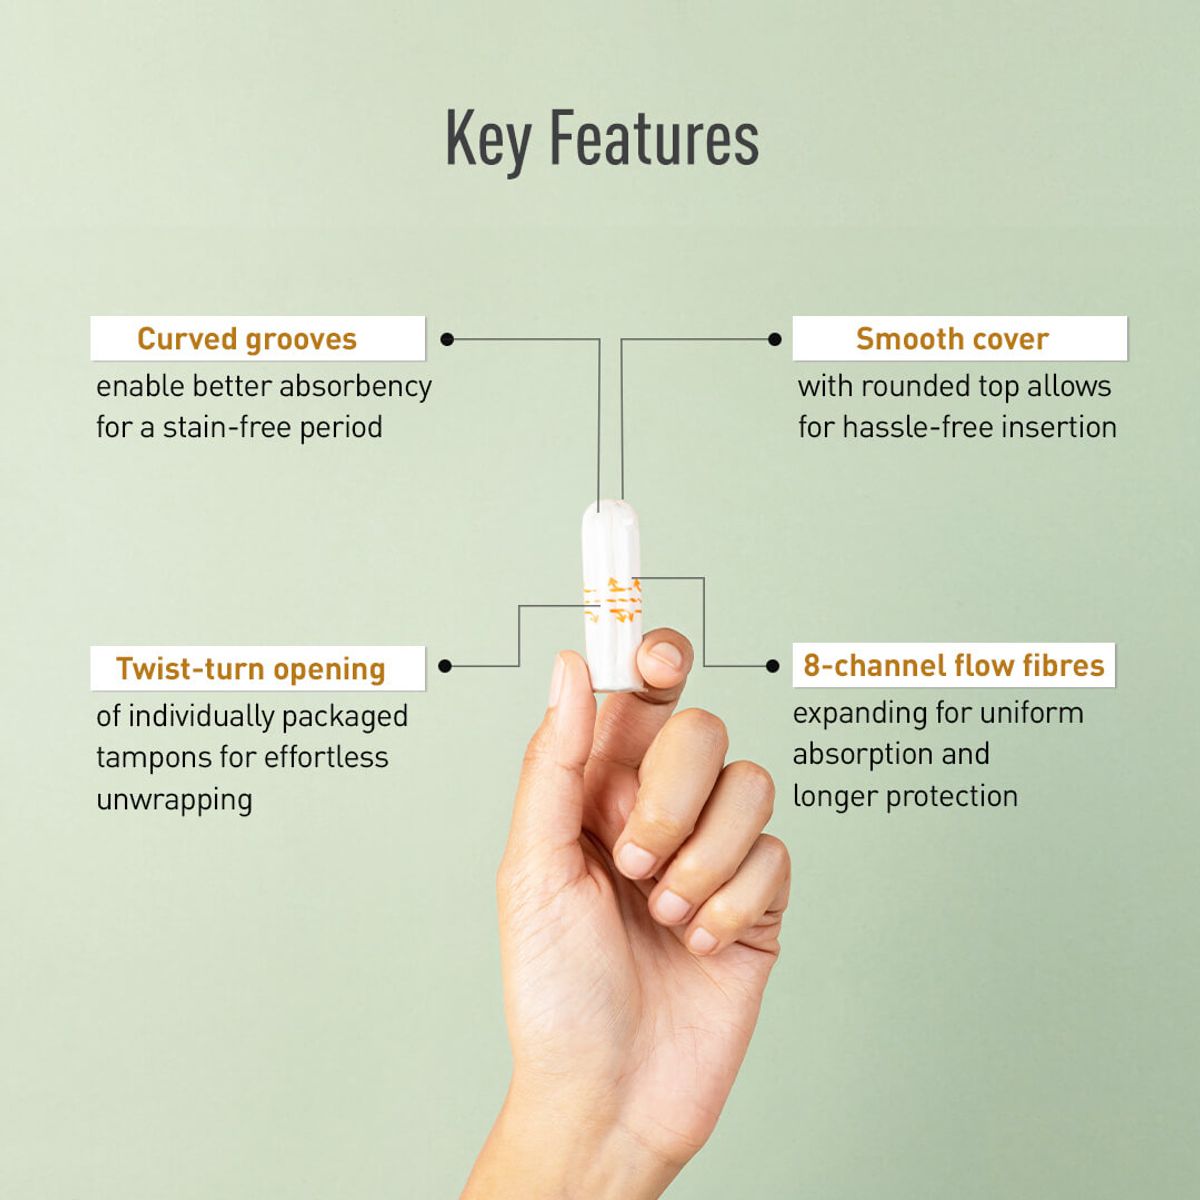 Key Features
Curved grooves
enable better absorbency
for a stain-free period
Smooth cover
with rounded top allows
for hassle-free insertion
Twist-turn opening
of individually packaged
tampons for effortless
unwrapping
8-channel flow fibres
expanding for uniform
absorption and
longer protection